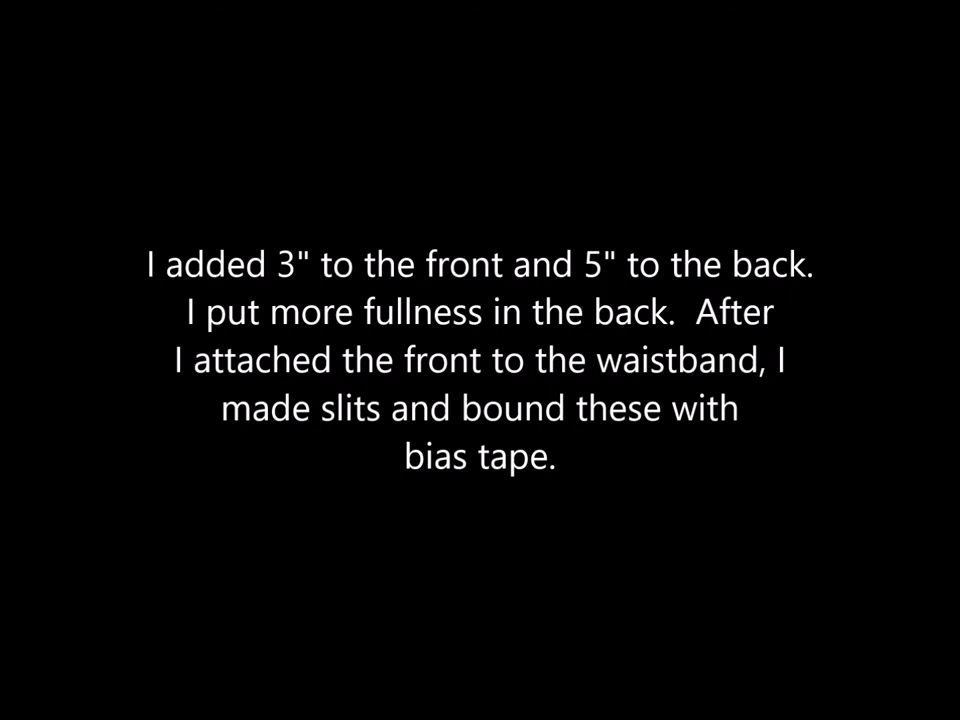 I added 3" to the front and 5" to the back.
I put more fullness in the back.  After
I attached the front to the waistband, I
made slits and bound these with
bias tape.